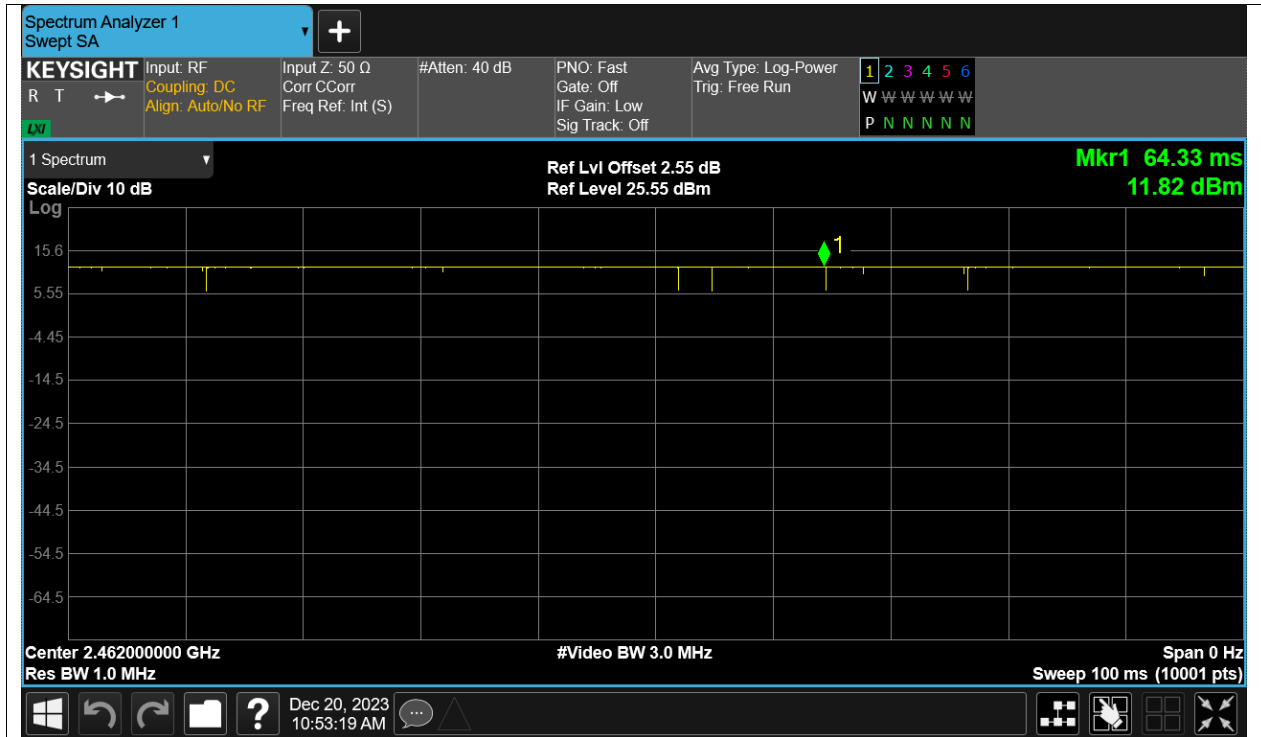 Spectrum Analyzer 1
Swept SA
+
KEYSIGHT
R T
LXI
Input: RF
Coupling: DC
Align: Auto/No RF
Input Z: 50 Ω
Corr CCorr
Freq Ref: Int (S)
#Atten: 40 dB
PNO: Fast
Gate: Off
IF Gain: Low
Sig Track: Off
Avg Type: Log-Power
Trig: Free Run
1 2 3 4 5 6
W W W W W W
P N N N N N
1 Spectrum
Scale/Div 10 dB
Log
Ref Lvl Offset 2.55 dB
Ref Level 25.55 dBm
Mkr1 64.33 ms
11.82 dBm
1
15.6
5.55
-4.45
-14.5
-24.5
-34.5
-44.5
-54.5
-64.5
Center 2.462000000 GHz
Res BW 1.0 MHz
#Video BW 3.0 MHz
Span 0 Hz
Sweep 100 ms (10001 pts)
?
Dec 20, 2023
10:53:19 AM